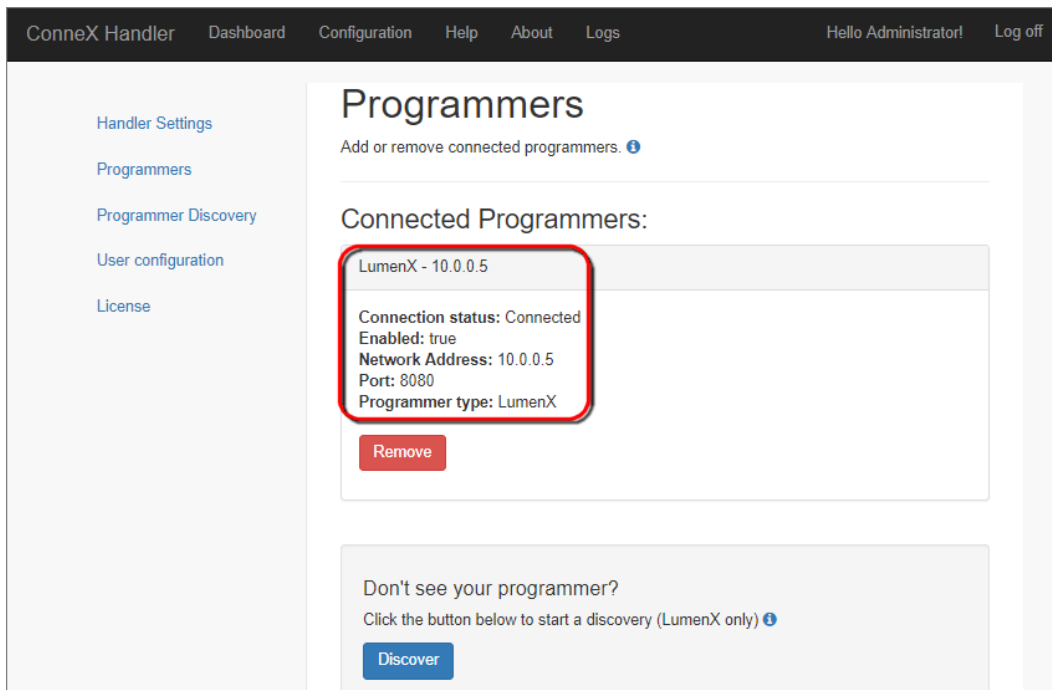 ConneX Handler Dashboard Configuration Help About Logs Hello Administrator! Log off
Handler Settings
Programmers
Programmer Discovery
User configuration
License
Programmers
Add or remove connected programmers.
Connected Programmers:
LumenX - 10.0.0.5
Connection status: Connected
Enabled: true
Network Address: 10.0.0.5
Port: 8080
Programmer type: LumenX
Remove
Don't see your programmer?
Click the button below to start a discovery (LumenX only)
Discover